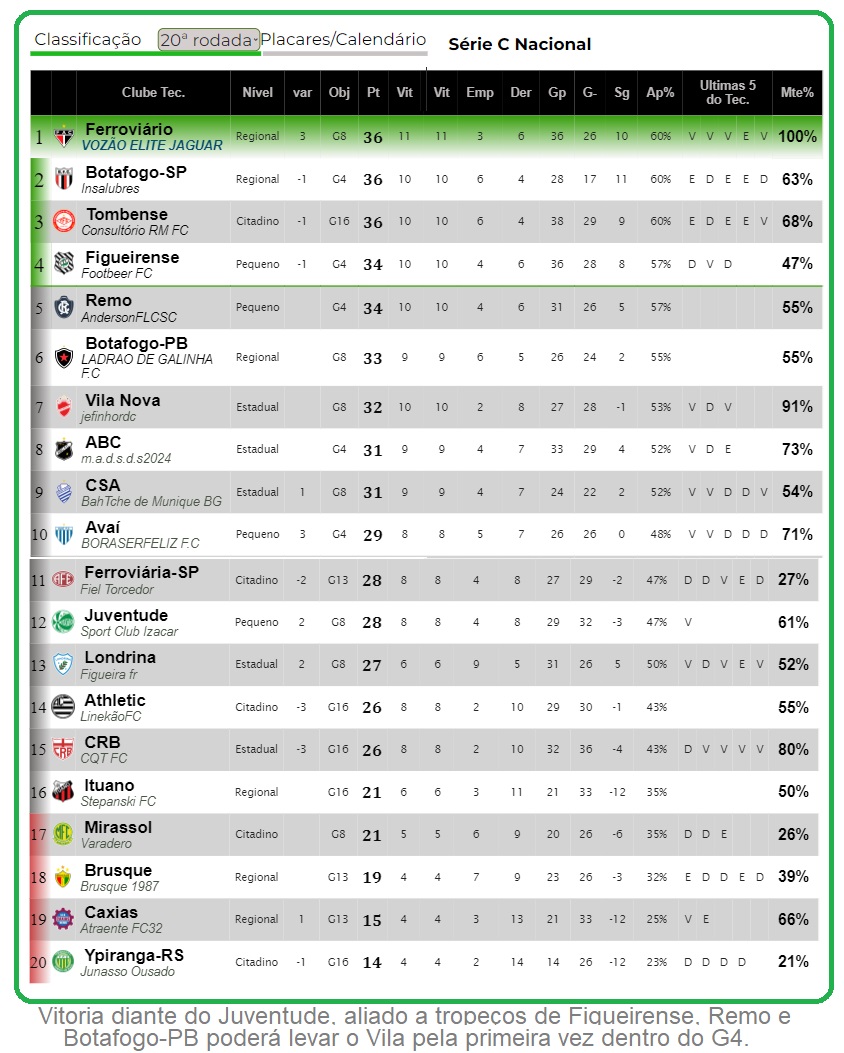 Classificação 20ª rodada Placares/Calendário Série C Nacional
Clube Tec. Nível var Obj Pt Vit Vit Emp Der Gp G- Sg Ap% Ultimas 5 do Tec. Mte%
1 Ferroviário Regional 3 G8 36 11 11 3 6 36 26 10 60% V V V E V 100%
VOZÃO ELITE JAGUAR
2 Botafogo-SP Regional -1 G4 36 10 10 6 4 28 17 11 60% E D E E D 63%
Insalubres
3 Tombense Citadino -1 G16 36 10 10 6 4 38 29 9 60% E D E E V 68%
Consultório RM FC
4 Figueirense Pequeno -1 G4 34 10 10 4 6 36 28 8 57% D V D 47%
Footbeer FC
5 Remo Pequeno G4 34 10 10 4 6 31 26 5 57% 55%
AndersonFLCSC
6 Botafogo-PB Regional G8 33 9 9 6 5 26 24 2 55% 55%
LADRAO DE GALINHA
F.C
7 Vila Nova Estadual G8 32 10 10 2 8 27 28 -1 53% V D V 91%
jefinhordc
8 ABC Estadual G4 31 9 9 4 7 33 29 4 52% V D E 73%
m.a.d.s.d.s2024
9 CSA Estadual 1 G8 31 9 9 4 7 24 22 2 52% V V D D V 54%
BahTche de Munique BG
10 Avaí Pequeno 3 G4 29 8 8 5 7 26 26 0 48% V V D D D 71%
BORASERFELIZ F.C
11 Ferroviária-SP Citadino -2 G13 28 8 8 4 8 27 29 -2 47% D D V E D 27%
Fiel Torcedor
12 Juventude Pequeno 2 G8 28 8 8 4 8 29 32 -3 47% V 61%
Sport Club Izacar
13 Londrina Estadual 2 G8 27 6 6 9 5 31 26 5 50% V D V E V 52%
Figueira fr
14 Athletic Citadino -3 G16 26 8 8 2 10 29 30 -1 43% 55%
LinekãoFC
15 CRB Estadual -3 G16 26 8 8 2 10 32 36 -4 43% D V V V V 80%
CQT FC
16 Ituano Regional G16 21 6 6 3 11 21 33 -12 35% 50%
Stepanski FC
17 Mirassol Citadino G8 21 5 5 6 9 20 26 -6 35% D D E 26%
Varadero
18 Brusque Regional G13 19 4 4 7 9 23 26 -3 32% E D D E D 39%
Brusque 1987
19 Caxias Regional 1 G13 15 4 4 3 13 21 33 -12 25% V E 66%
Atraente FC32
20 Ypiranga-RS Citadino -1 G16 14 4 4 2 14 14 26 -12 23% D D D D 21%
Junasso Ousado
Vitoria diante do Juventude, aliado a tropeços de Figueirense, Remo e
Botafogo-PB poderá levar o Vila pela primeira vez dentro do G4.